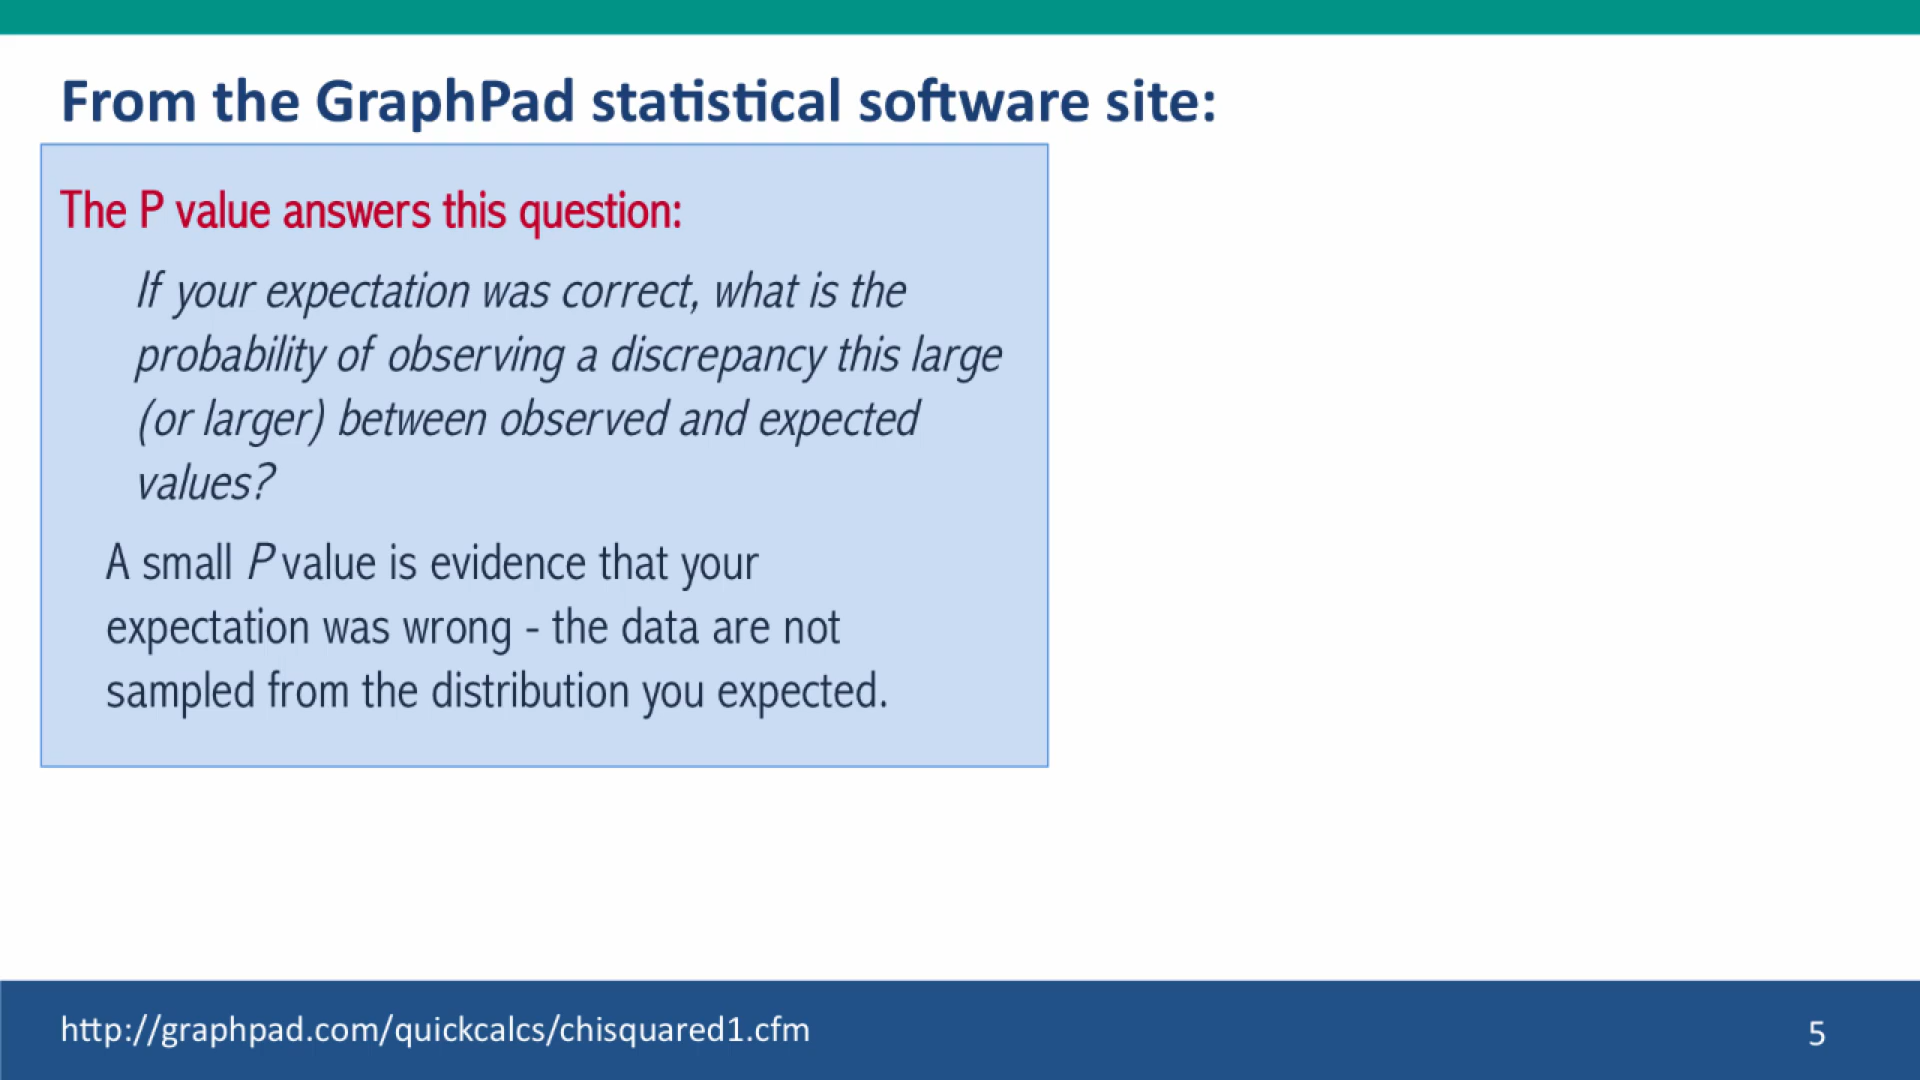 From the GraphPad statistical software site:
The P value answers this question:
If your expectation was correct, what is the
probability of observing a discrepancy this large
(or larger) between observed and expected
values?
A small P value is evidence that your
expectation was wrong - the data are not
sampled from the distribution you expected.
http://graphpad.com/quickcalcs/chisquared1.cfm
5